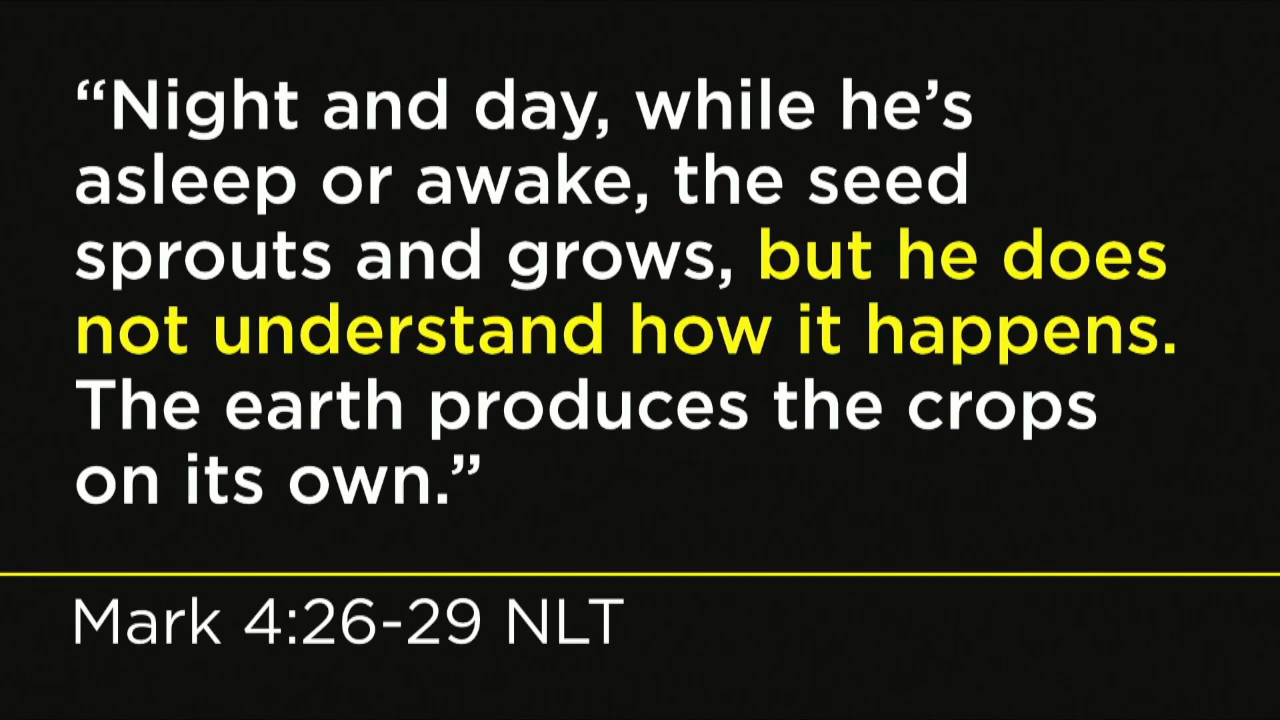 “Night and day, while he’s
asleep or awake, the seed
sprouts and grows, but he does
not understand how it happens.
The earth produces the crops
on its own.”
Mark 4:26-29 NLT